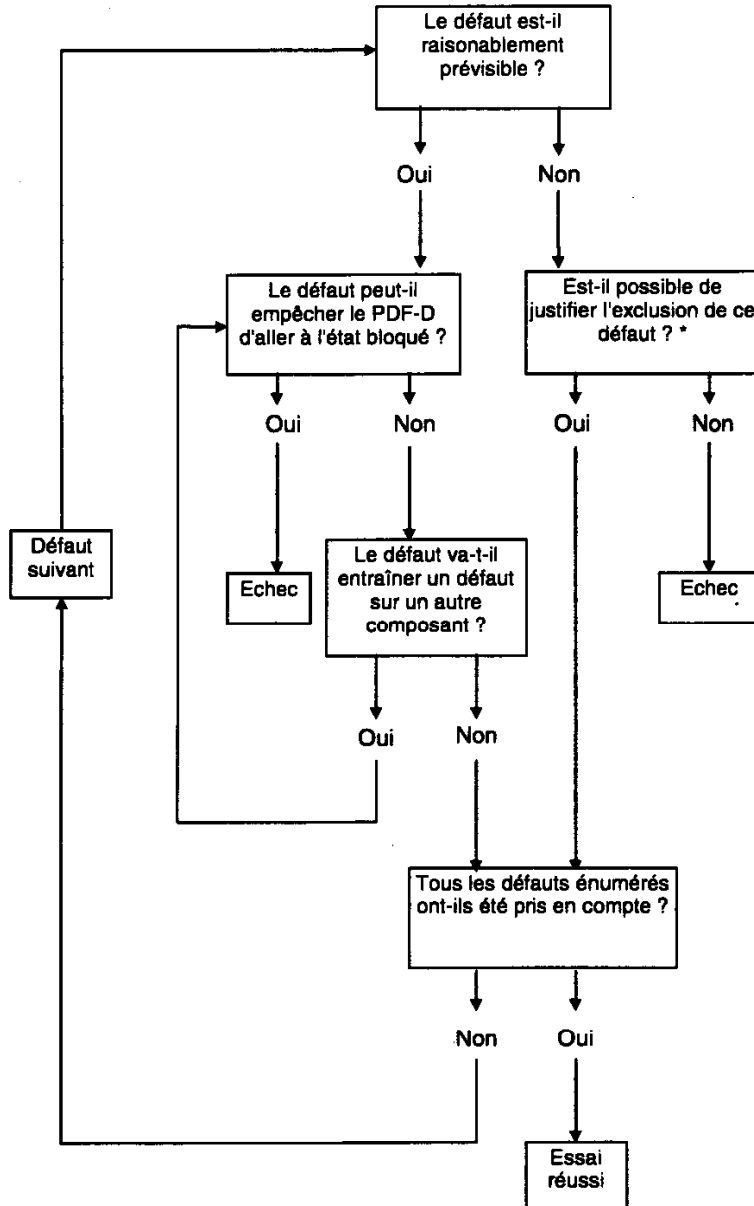 Le défaut est-il
raisonablement
prévisible ?
Oui
Non
Le défaut peut-il
empêcher le PDF-D
d'aller à l'état bloqué ?
Est-il possible de
justifier l'exclusion de ce
défaut ? *
Oui
Non
Oui
Non
Défaut
suivant
Echec
Le défaut va-t-il
entraîner un défaut
sur un autre
composant ?
Echec
Oui
Non
Tous les défauts énumérés
ont-ils été pris en compte ?
Non
Oui
Essai
réussi